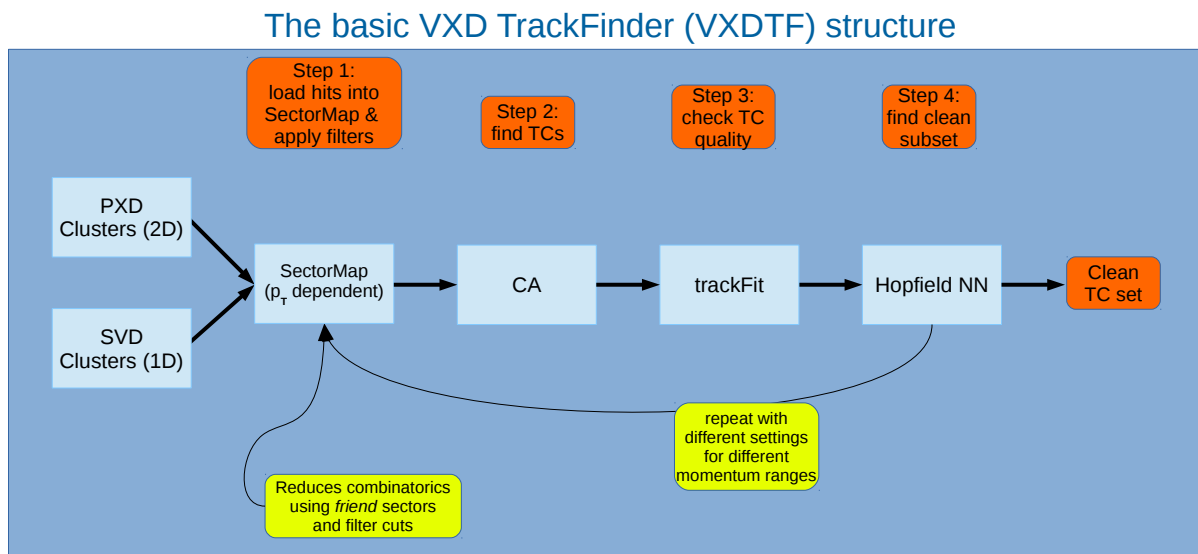 The basic VXD TrackFinder (VXDTF) structure
Step 1:
load hits into
SectorMap &
apply filters
Step 2:
find TCs
Step 3:
check TC
quality
Step 4:
find clean
subset
PXD
Clusters (2D)
SVD
Clusters (1D)
SectorMap
(pT dependent)
CA
trackFit
Hopfield NN
Clean
TC set
repeat with
different settings
for different
momentum ranges
Reduces combinatorics
using friend sectors
and filter cuts